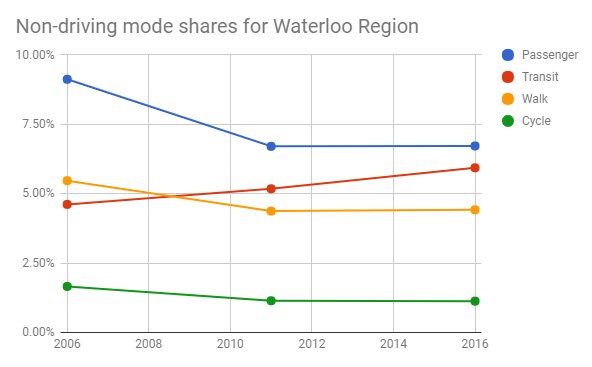 Non-driving mode shares for Waterloo Region
10.00%
7.50%
5.00%
2.50%
0.00%
2006 2008 2010 2012 2014 2016
Passenger
Transit
Walk
Cycle